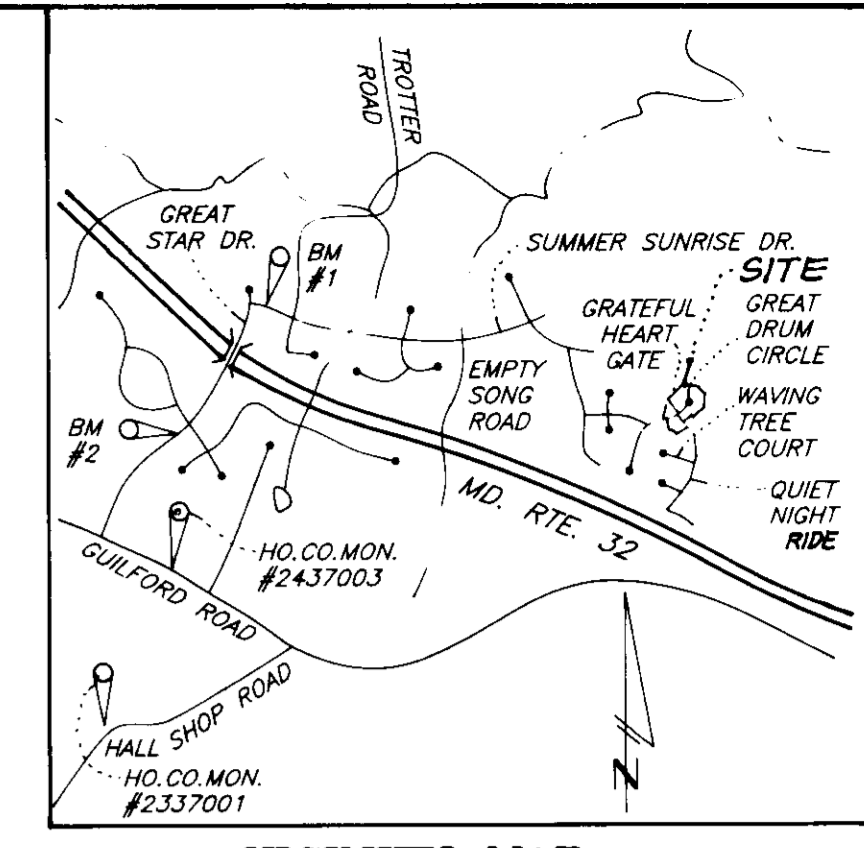 TROTTER
ROAD
GREAT
STAR DR.
BM
#1
SUMMER SUNRISE DR.
SITE
GRATEFUL
HEART
GATE
GREAT
DRUM
CIRCLE
EMPTY
SONG
ROAD
WAVING
TREE
COURT
BM
#2
MD. RTE. 32
QUIET
NIGHT
RIDE
HO.CO.MON.
#2437003
GUILFORD ROAD
HALL SHOP ROAD
HO.CO.MON.
#2337001
N